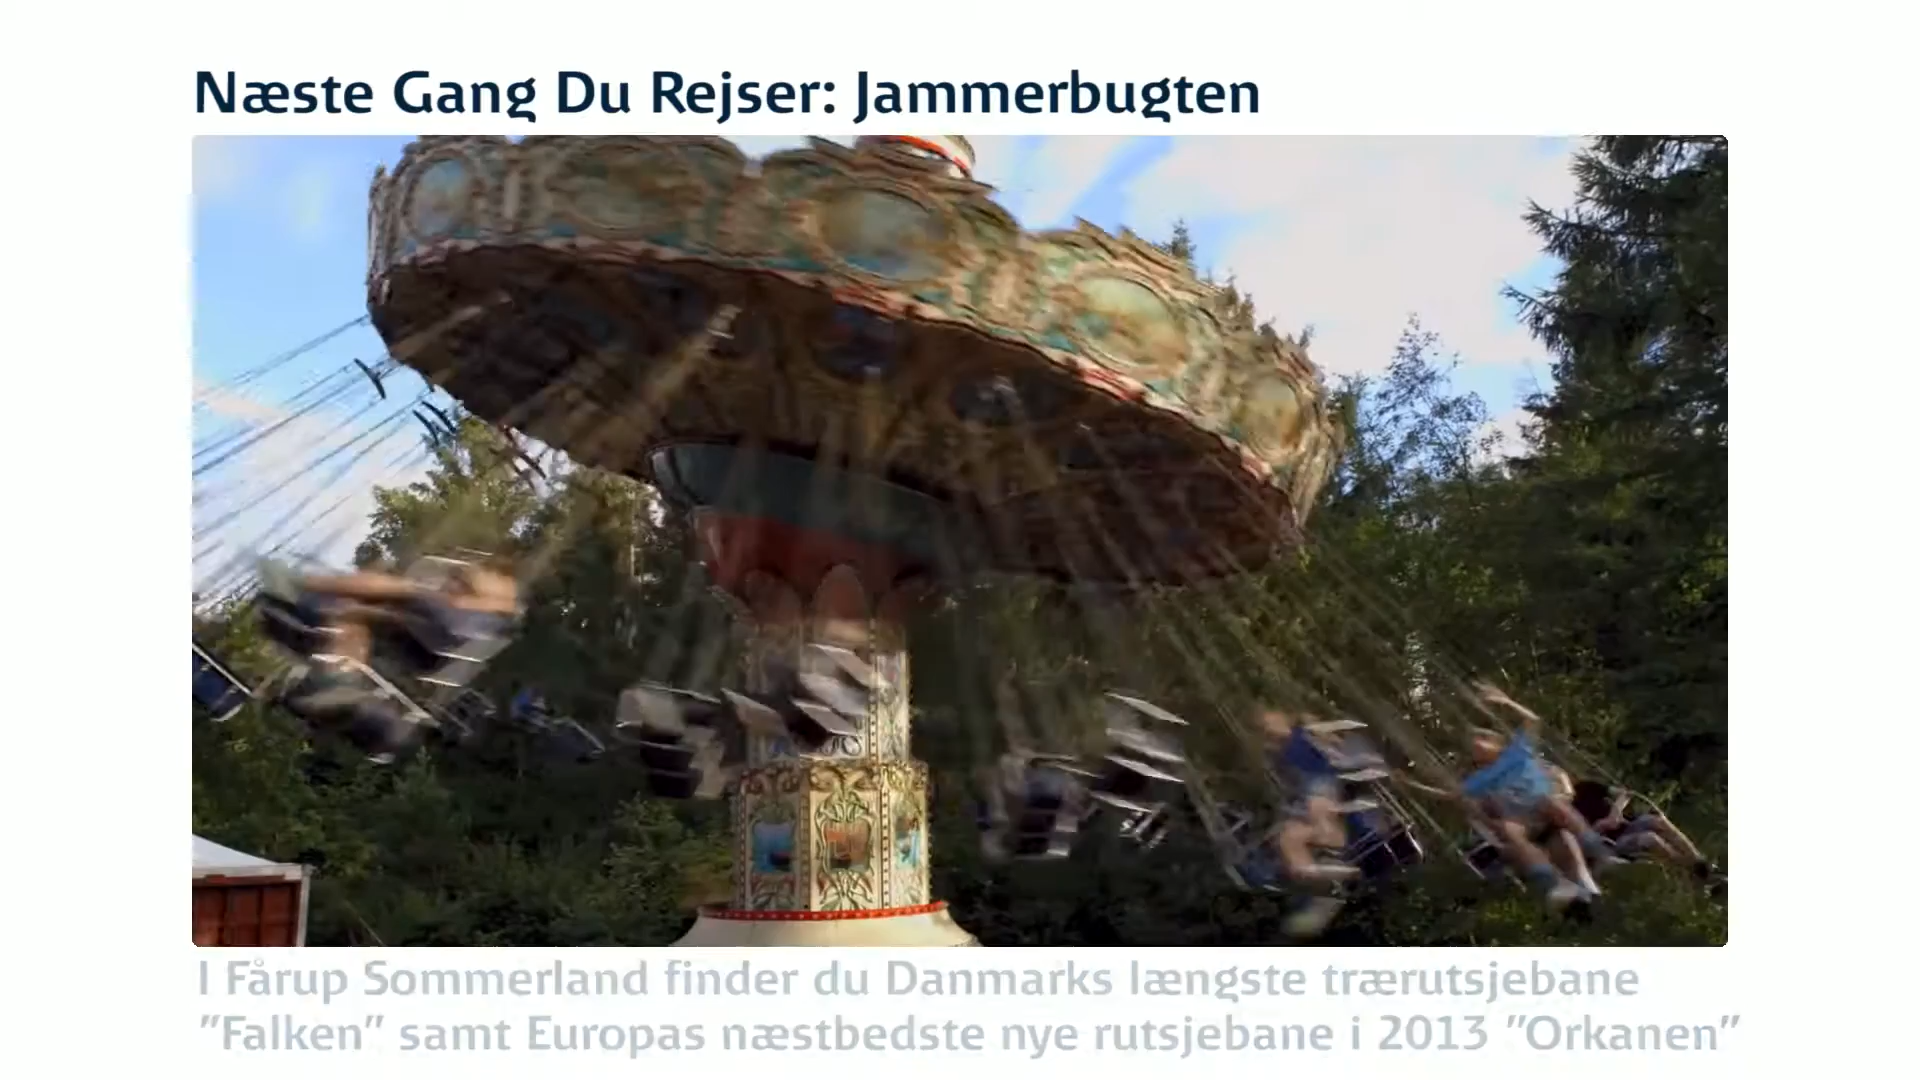 Næste Gang Du Rejser: Jammerbugten
I Fårup Sommerland finder du Danmarks længste trærutsjebane
"Falken" samt Europas næstbedste nye rutsjebane i 2013 "Orkanen"